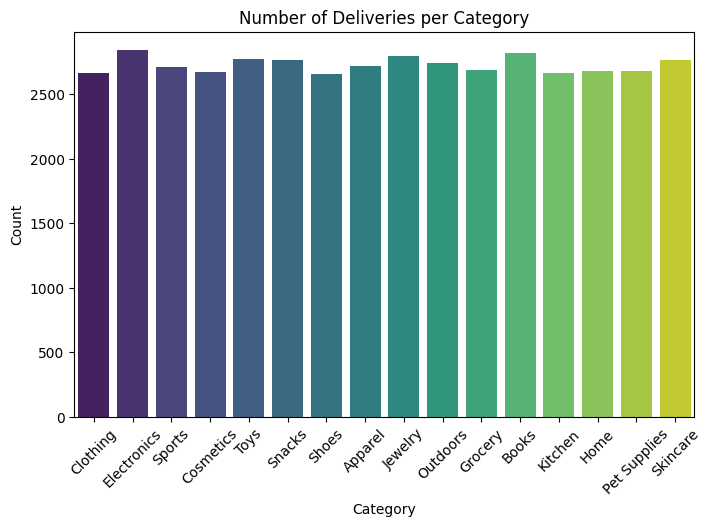 Number of Deliveries per Category
Count
2500
2000
1500
1000
500
0
Clothing
Electronics
Sports
Cosmetics
Toys
Snacks
Shoes
Apparel
Jewelry
Outdoors
Grocery
Books
Kitchen
Home
Pet Supplies
Skincare
Category